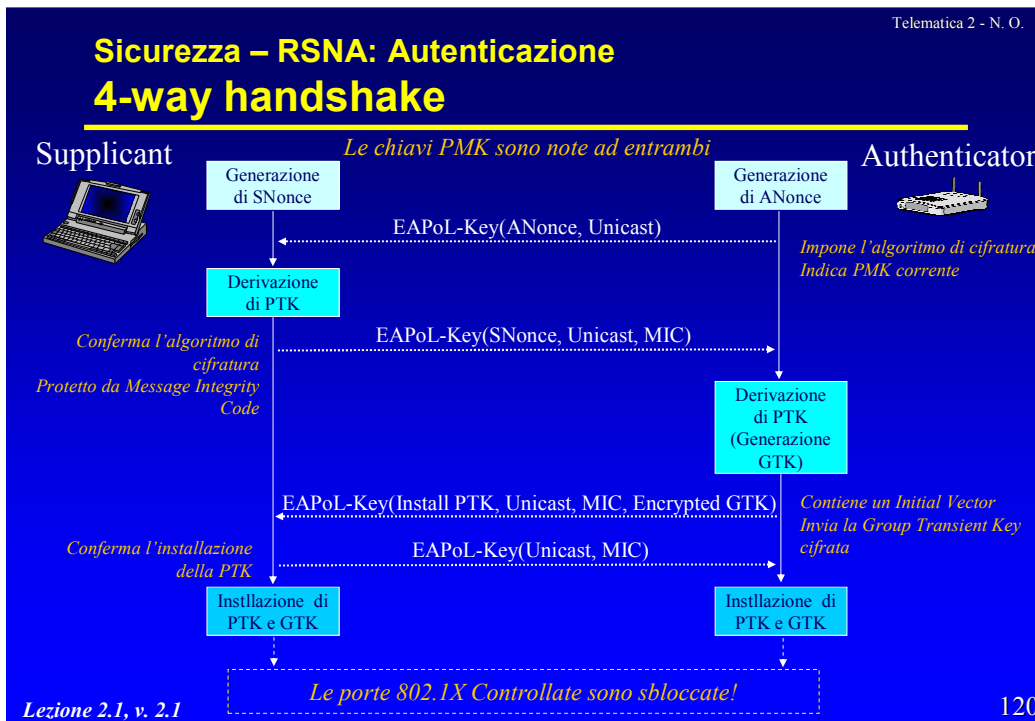 Telematica 2 - N. O.
Sicurezza – RSNA: Autenticazione
4-way handshake
Supplicant
Le chiavi PMK sono note ad entrambi
Authenticator
Generazione
di SNonce
Generazione
di ANonce
EAPoL-Key(ANonce, Unicast)
Impone l'algoritmo di cifratura
Indica PMK corrente
Derivazione
di PTK
EAPoL-Key(SNonce, Unicast, MIC)
Conferma l'algoritmo di
cifratura
Protetto da Message Integrity
Code
Derivazione
di PTK
(Generazione
GTK)
EAPoL-Key(Install PTK, Unicast, MIC, Encrypted GTK)
Contiene un Initial Vector
Invia la Group Transient Key
cifrata
Conferma l'installazione
della PTK
EAPoL-Key(Unicast, MIC)
Instllazione di
PTK e GTK
Instllazione di
PTK e GTK
Le porte 802.1X Controllate sono sbloccate!
Lezione 2.1, v. 2.1
120